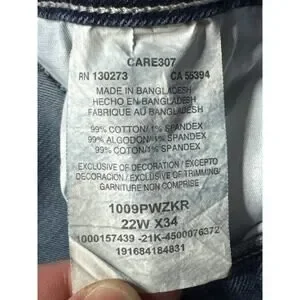 CARE307
RN 130273 CA 55394
MADE IN BANGLADESH
HECHO EN BANGLADESH
FABRIQUE AU BANGLADESH
99% COTTON/1% SPANDEX
99% ALGODON/1% SPANDEX
99% COTON/1% SPANDEX
EXCLUSIVE OF DECORATION / EXCEPTO
DECORACION / EXCLUSIVE OF TRIMMING/
GARNITURE NON COMPRISE
1009PWZKR
22W X34
1000157439 -21K-4500076372
191684184831